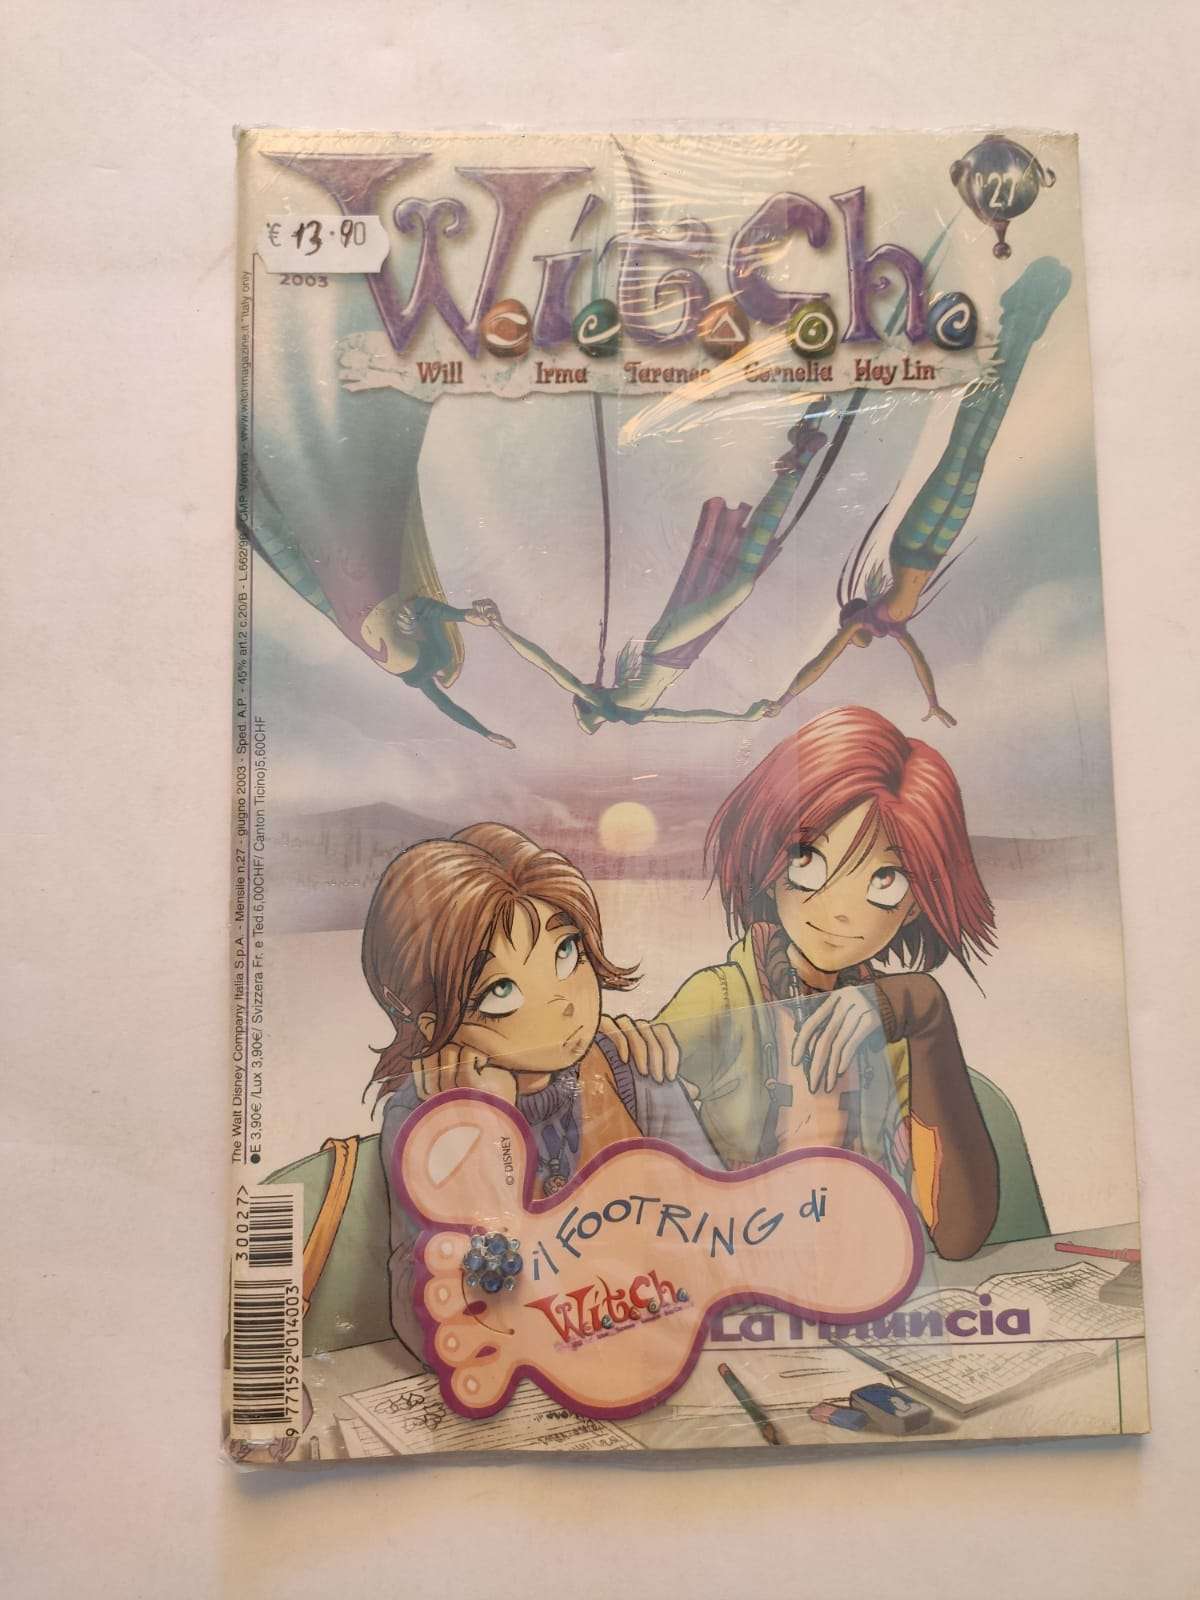 W.i.t.c.h.
27
€ 13.90
2003
Will Irma Taranee Cornelia Hay Lin
The Walt Disney Company Italia S.p.A. - Mensile n.27 - giugno 2003 - Sped. A.P. - 45% art.2 c.20/B - L.662/96 CMP Verona - www.witchmagazine.it *Italy only
●E 3,90€ /Lux 3,90€/ Svizzera Fr. e Ted.6,00CHF/ Canton Ticino)5,60CHF
© DISNEY
il FOOTRING di
W.i.t.c.h.
La rinuncia
30027>
9 771592 014003